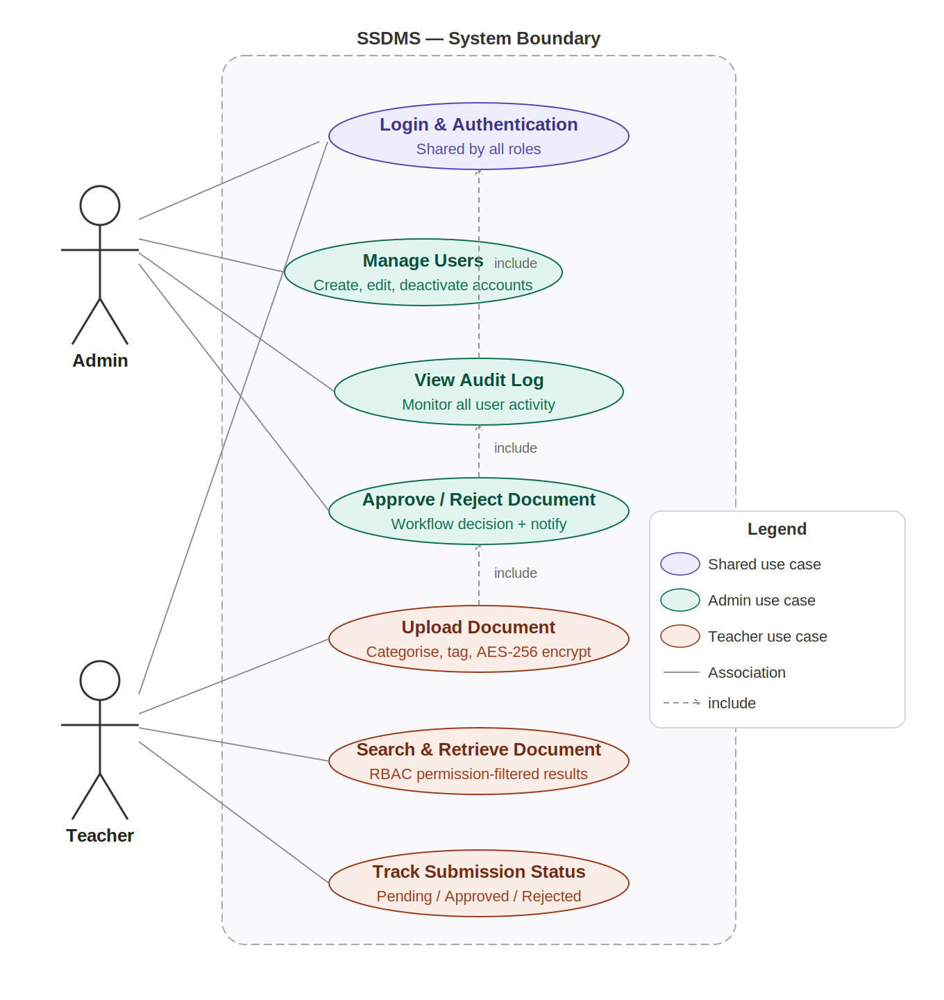 SSDMS — System Boundary
Login & Authentication
Shared by all roles
Manage Users
include
Create, edit, deactivate accounts
Admin
View Audit Log
Monitor all user activity
include
Approve / Reject Document
Workflow decision + notify
include
Upload Document
Categorise, tag, AES-256 encrypt
Search & Retrieve Document
RBAC permission-filtered results
Teacher
Track Submission Status
Pending / Approved / Rejected
Legend
Shared use case
Admin use case
Teacher use case
Association
include